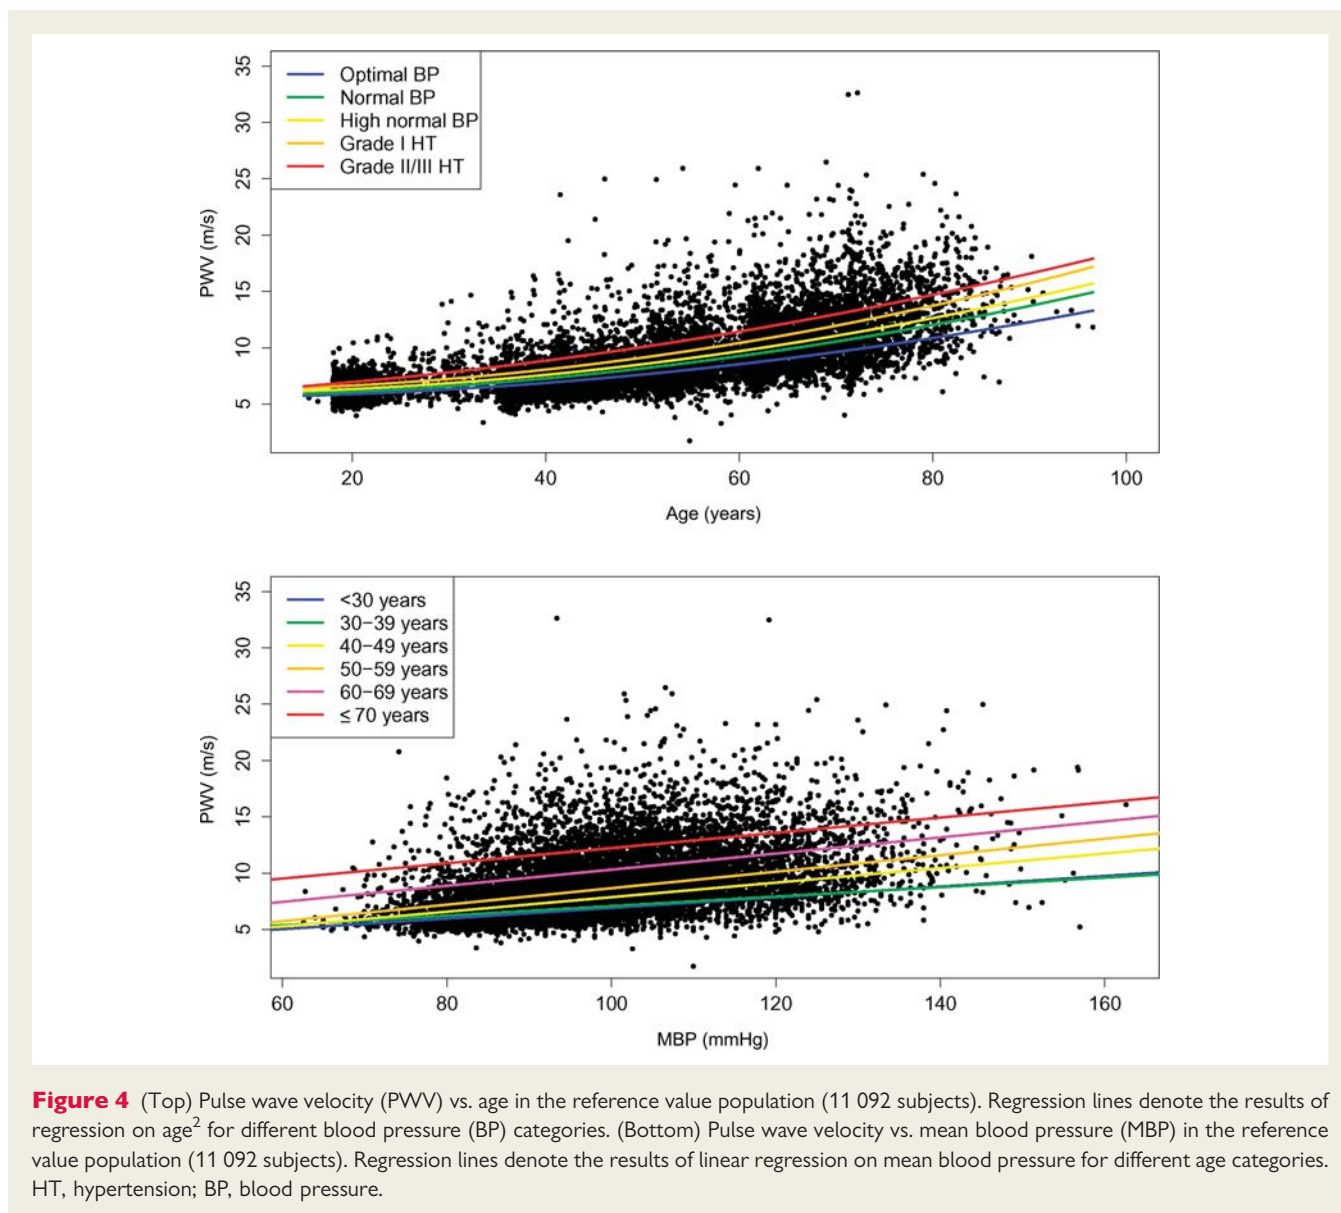 35
30
25
20
15
10
5
PWV (m/s)
Optimal BP
Normal BP
High normal BP
Grade I HT
Grade II/III HT
20 40 60 80 100
Age (years)
35
30
25
20
15
10
5
PWV (m/s)
<30 years
30−39 years
40−49 years
50−59 years
60−69 years
≤ 70 years
60 80 100 120 140 160
MBP (mmHg)
Figure 4 (Top) Pulse wave velocity (PWV) vs. age in the reference value population (11 092 subjects). Regression lines denote the results of
regression on age² for different blood pressure (BP) categories. (Bottom) Pulse wave velocity vs. mean blood pressure (MBP) in the reference
value population (11 092 subjects). Regression lines denote the results of linear regression on mean blood pressure for different age categories.
HT, hypertension; BP, blood pressure.